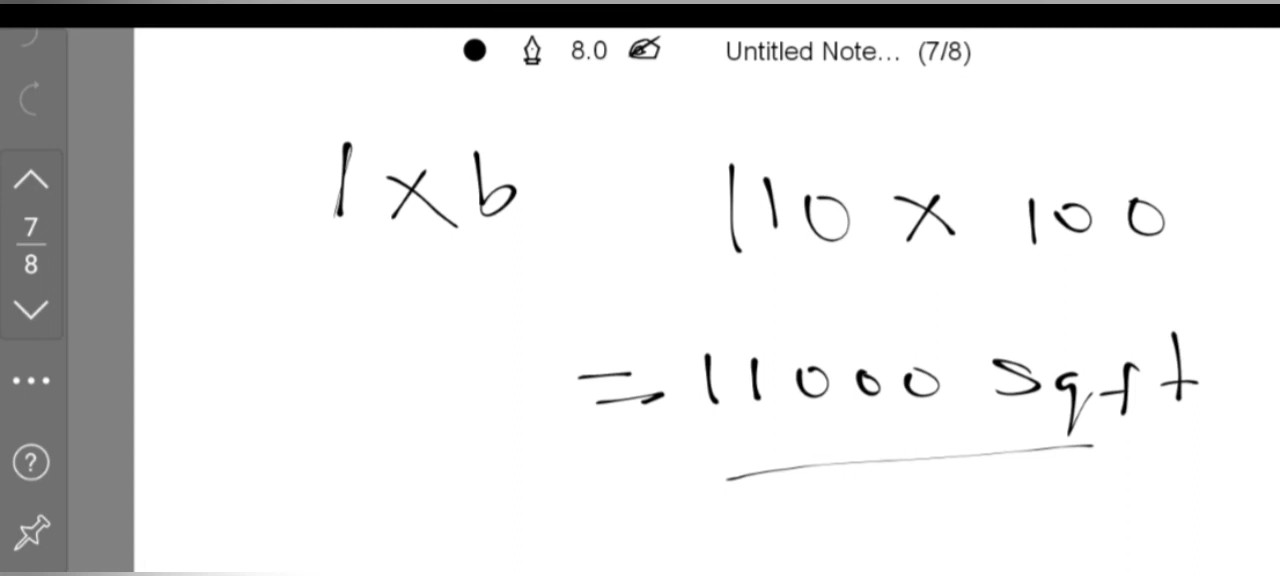 8.0 Untitled Note... (7/8)
l × b 110 × 100
7
8
= 11000 sqft
?